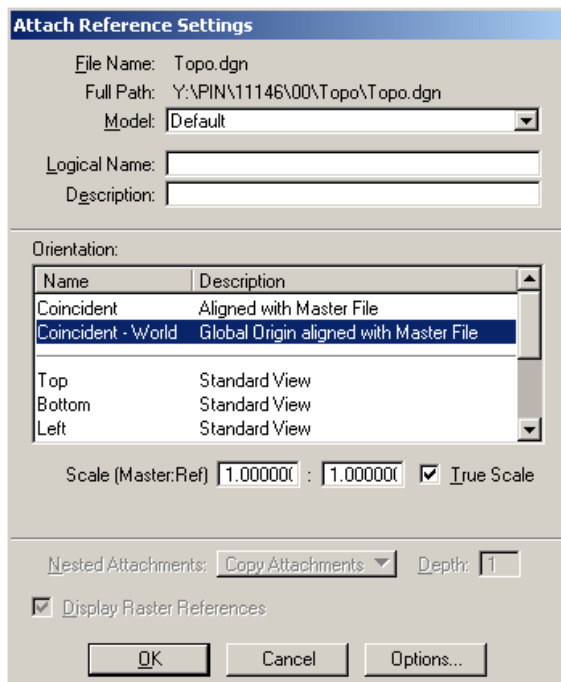 Attach Reference Settings
File Name: Topo.dgn
Full Path: Y:\PIN\11146\00\Topo\Topo.dgn
Model: Default
Logical Name:
Description:
Orientation:
Name Description
Coincident Aligned with Master File
Coincident - World Global Origin aligned with Master File
Top Standard View
Bottom Standard View
Left Standard View
Scale (Master:Ref) 1.00000( : 1.00000( True Scale
Nested Attachments: Copy Attachments Depth: 1
Display Raster References
OK Cancel Options...